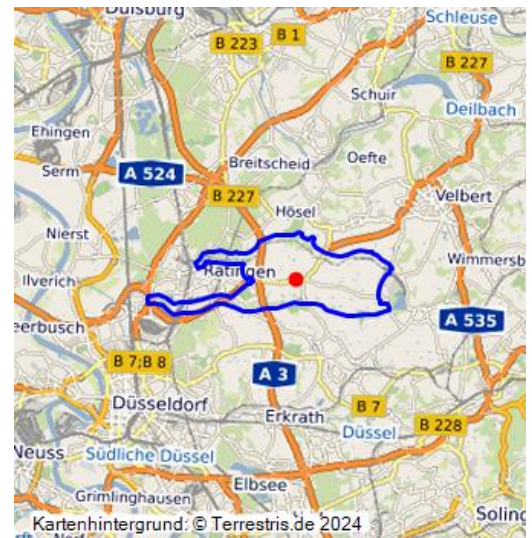 Duisburg
B 223
B 1
Schleuse
B 227
Schuir
Deilbach
Ehingen
Breitscheid
Oefte
Serm
A 524
B 227
Velbert
Hösel
Nierst
Ratingen
Wimmersb
Ilverich
eerbusch
A 535
B 7;B 8
A 3
Düsseldorf
B 7
Erkrath
B 228
Düssel
Neuss
Südliche Düssel
Elbsee
Grimlinghausen
Soling
Kartenhintergrund: © Terrestris.de 2024